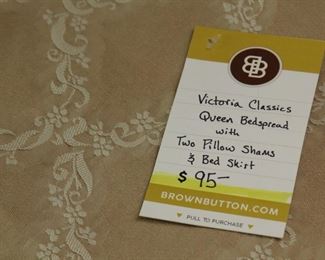 BB
Victoria Classics
Queen Bedspread
with
Two Pillow Shams
& Bed Skirt
$ 95—
BROWNBUTTON.COM
PULL TO PURCHASE